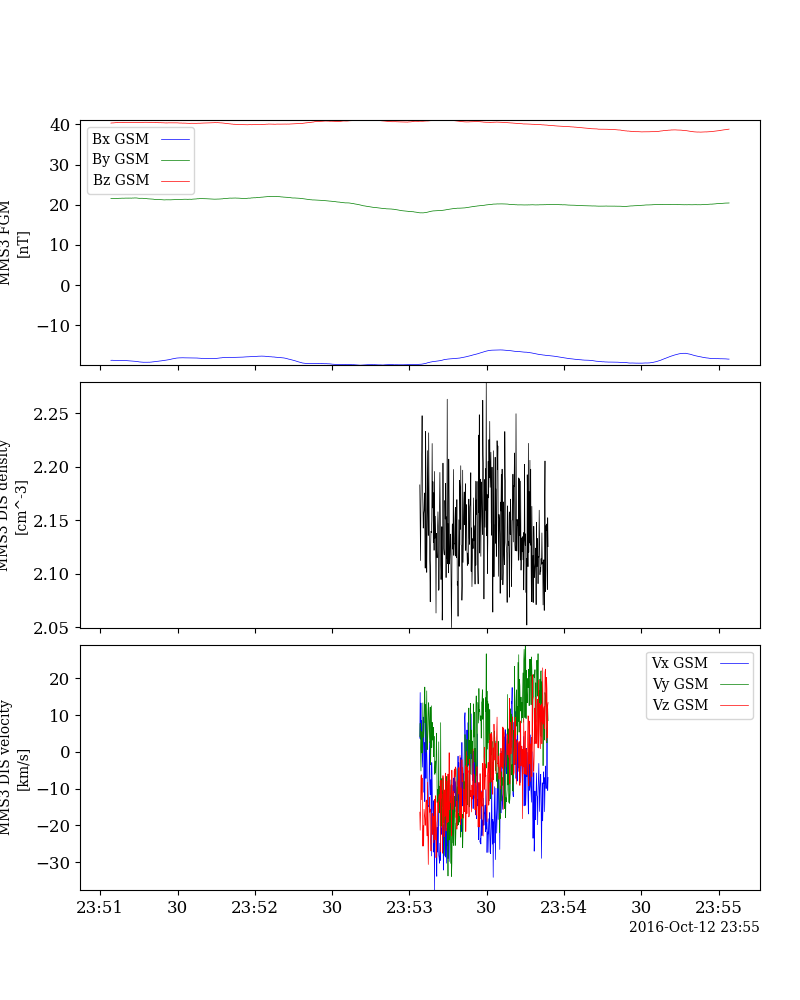 40
30
20
10
0
−10
MMS3 FGM
[nT]
Bx GSM
By GSM
Bz GSM
2.25
2.20
2.15
2.10
2.05
MMS3 DIS density
[cm^-3]
20
10
0
−10
−20
−30
MMS3 DIS velocity
[km/s]
Vx GSM
Vy GSM
Vz GSM
23:51 30 23:52 30 23:53 30 23:54 30 23:55
2016-Oct-12 23:55